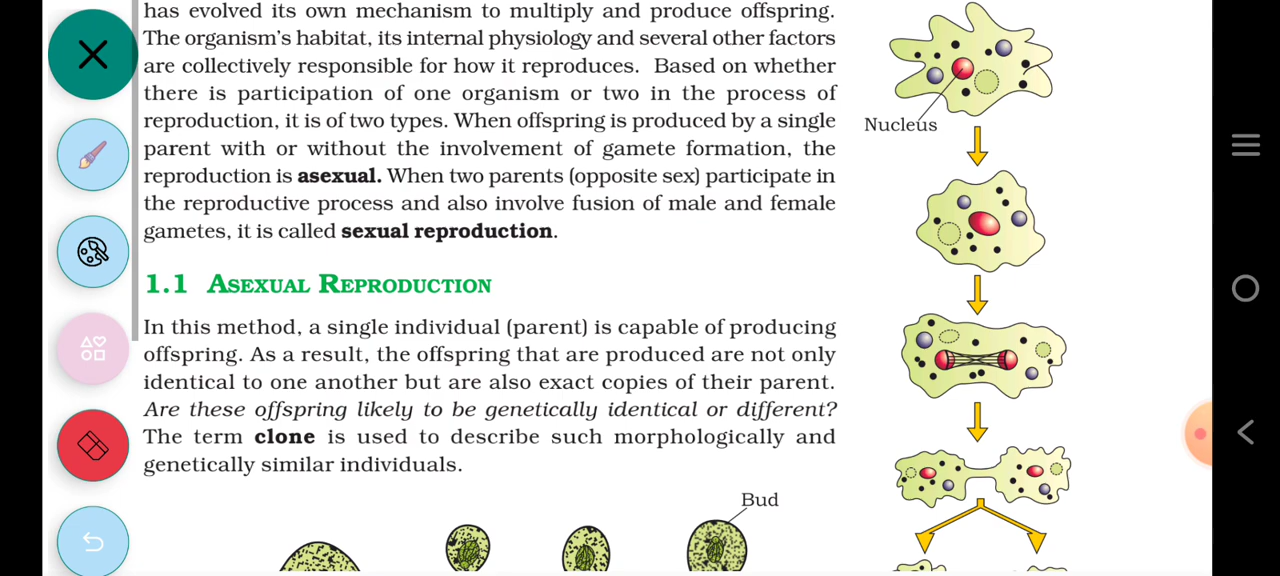 has evolved its own mechanism to multiply and produce offspring.
The organism's habitat, its internal physiology and several other factors
are collectively responsible for how it reproduces. Based on whether
there is participation of one organism or two in the process of
reproduction, it is of two types. When offspring is produced by a single
parent with or without the involvement of gamete formation, the
reproduction is asexual. When two parents (opposite sex) participate in
the reproductive process and also involve fusion of male and female
gametes, it is called sexual reproduction.
1.1 ASEXUAL REPRODUCTION
In this method, a single individual (parent) is capable of producing
offspring. As a result, the offspring that are produced are not only
identical to one another but are also exact copies of their parent.
Are these offspring likely to be genetically identical or different?
The term clone is used to describe such morphologically and
genetically similar individuals.
Bud
Nucleus